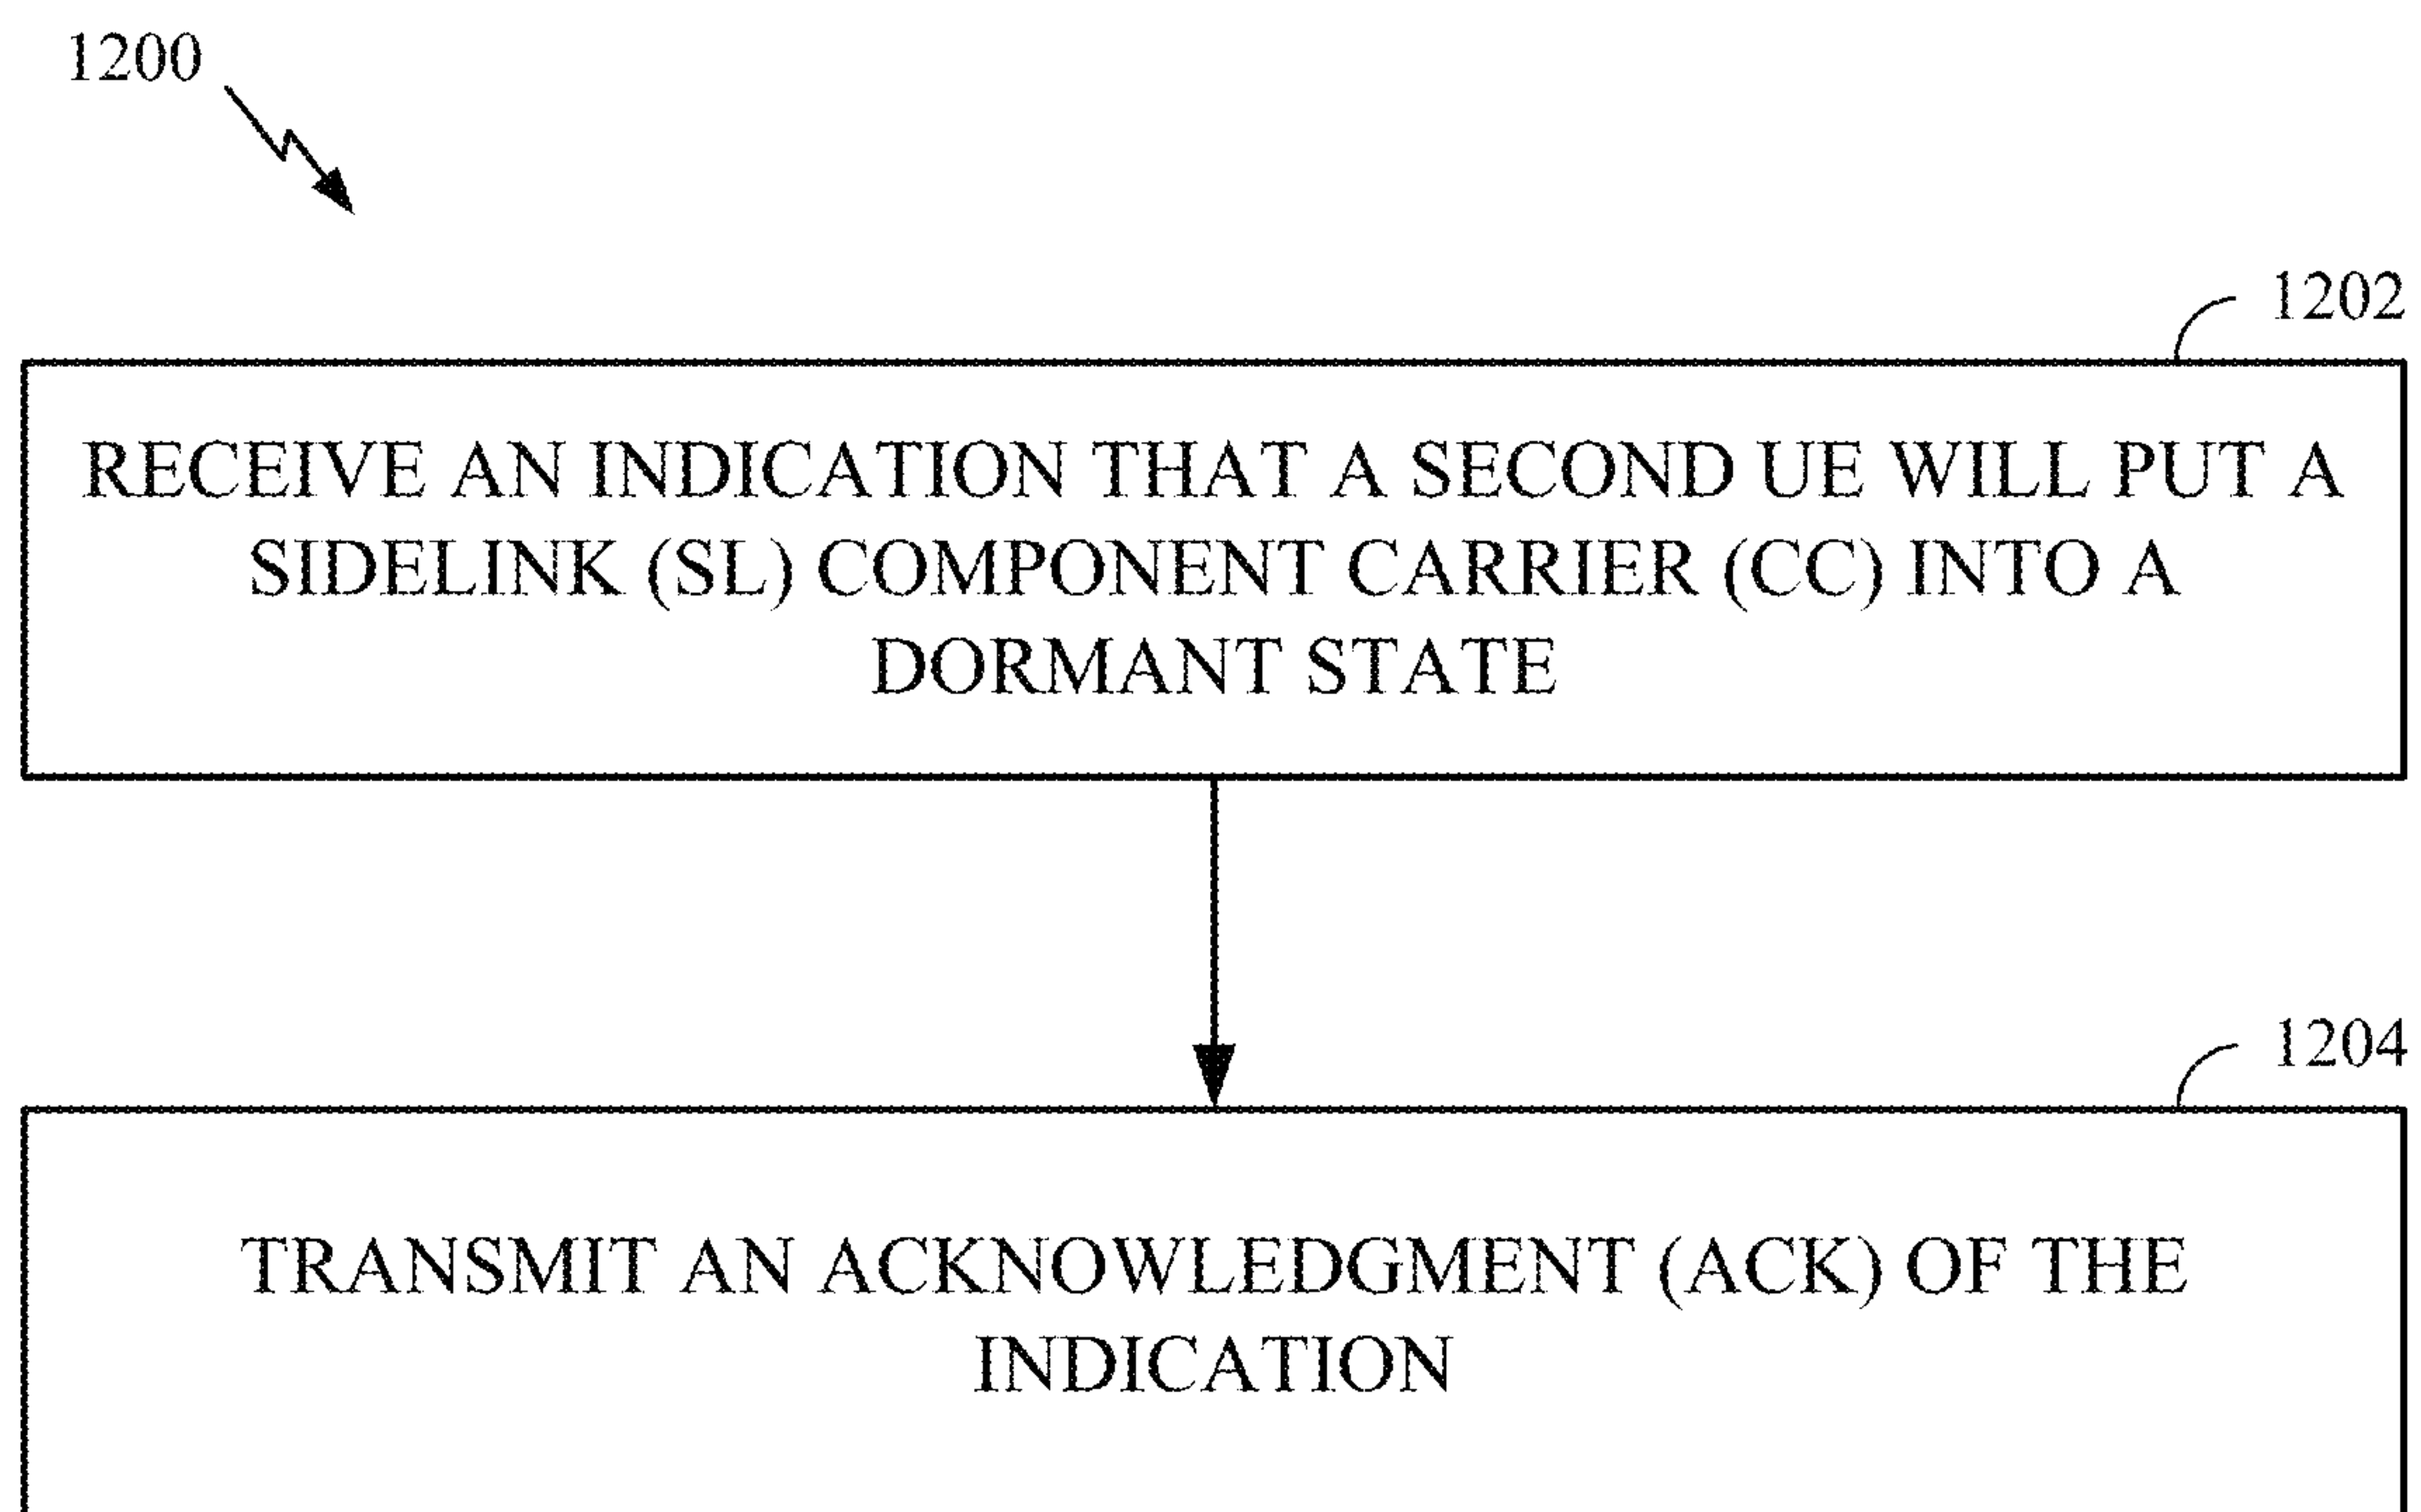 1200
1202
RECEIVE AN INDICATION THAT A SECOND UE WILL PUT A
SIDELINK (SL) COMPONENT CARRIER (CC) INTO A
DORMANT STATE
1204
TRANSMIT AN ACKNOWLEDGMENT (ACK) OF THE
INDICATION